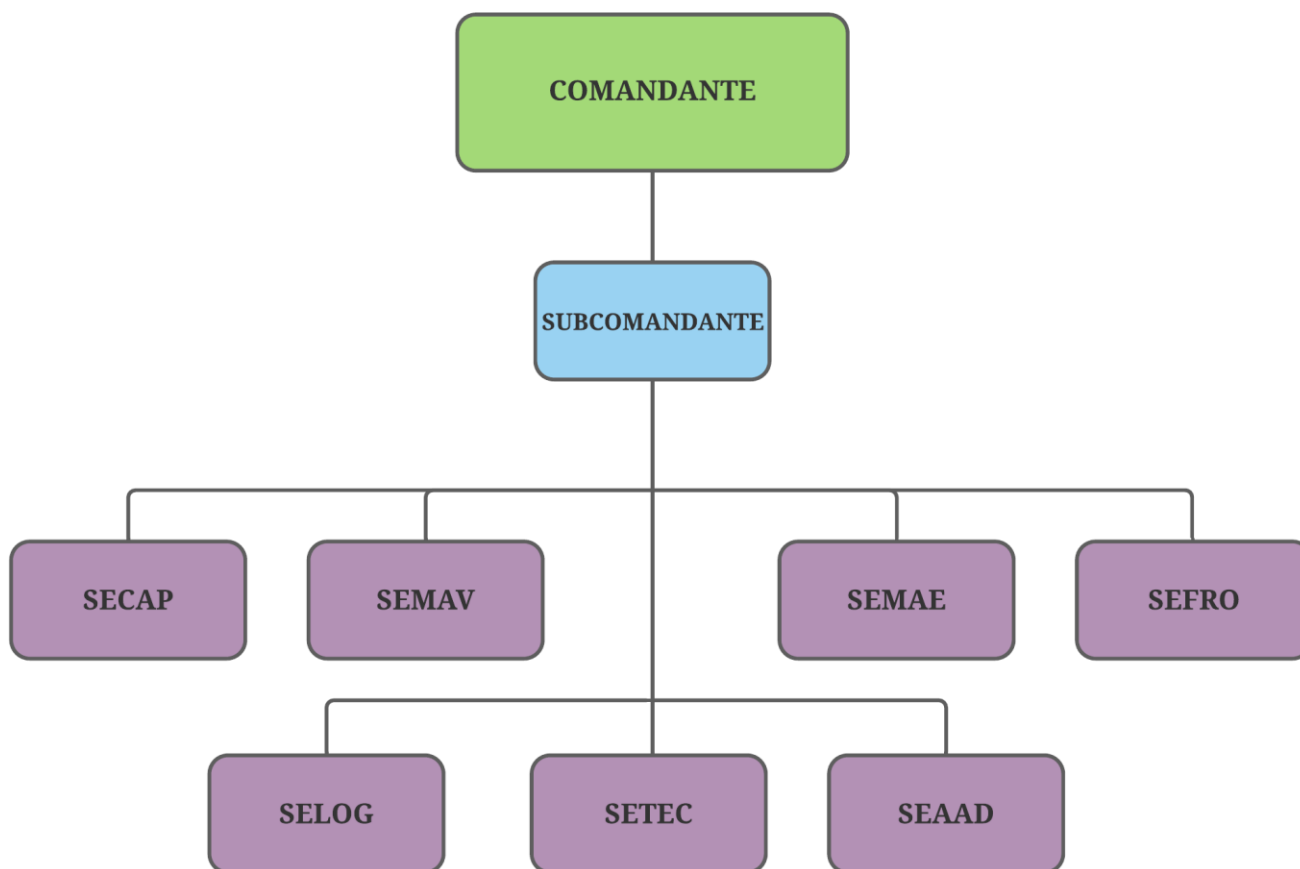 COMANDANTE
SUBCOMANDANTE
SECAP
SEMAV
SEMAE
SEFRO
SELOG
SETEC
SEAAD